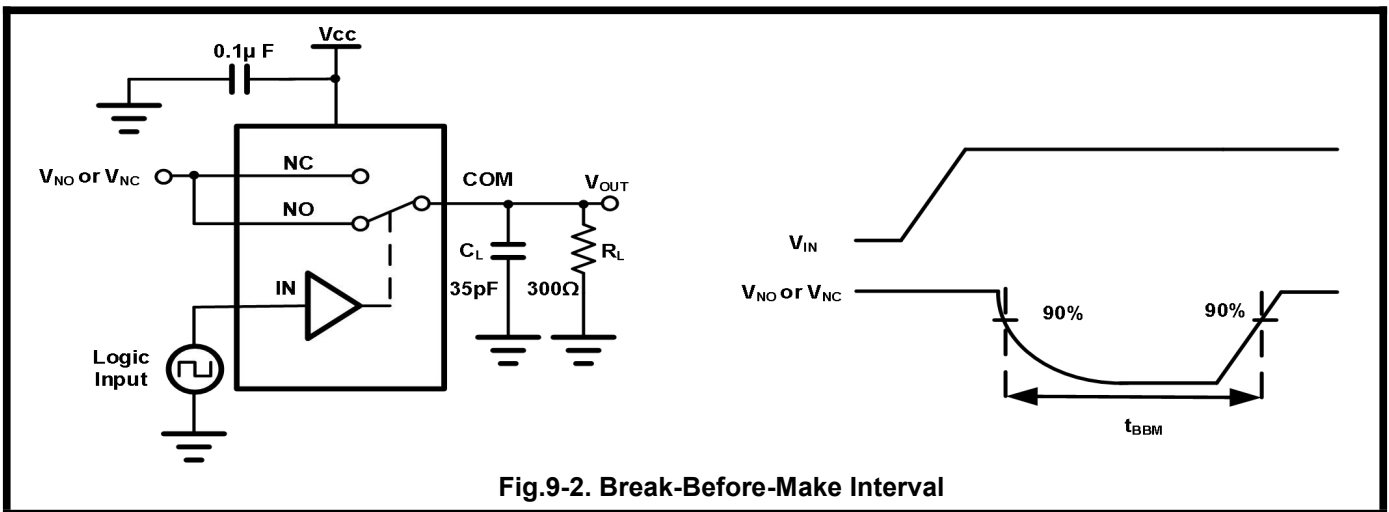 Vcc
0.1µ F
NC
V_NO or V_NC
COM
V_OUT
NO
C_L
R_L
IN
35pF
300Ω
Logic
Input
V_IN
V_NO or V_NC
90%
90%
t_BBM
Fig.9-2. Break-Before-Make Interval